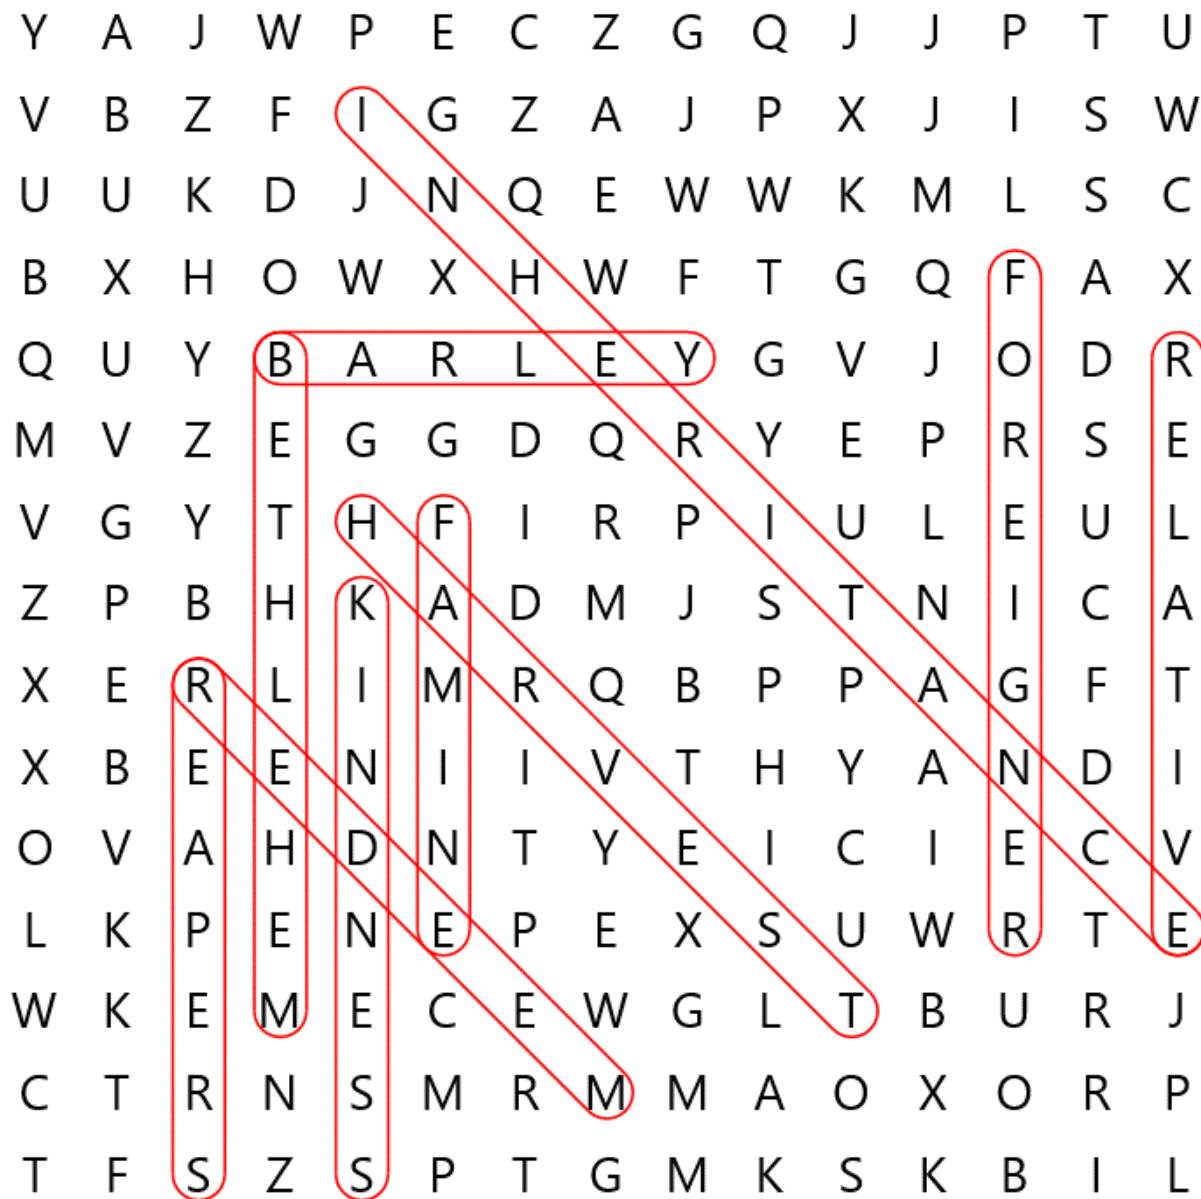 Y A J W P E C Z G Q J J P T U
V B Z F I G Z A J P X J I S W
U U K D J N Q E W W K M L S C
B X H O W X H W F T G Q F A X
Q U Y B A R L E Y G V J O D R
M V Z E G G D Q R Y E P R S E
V G Y T H F I R P I U L E U L
Z P B H K A D M J S T N I C A
X E R L I M R Q B P P A G F T
X B E E N I I V T H Y A N D I
O V A H D N T Y E I C I E C V
L K P E N E P E X S U W R T E
W K E M E C E W G L T B U R J
C T R N S M R M M A O X O R P
T F S Z S P T G M K S K B I L